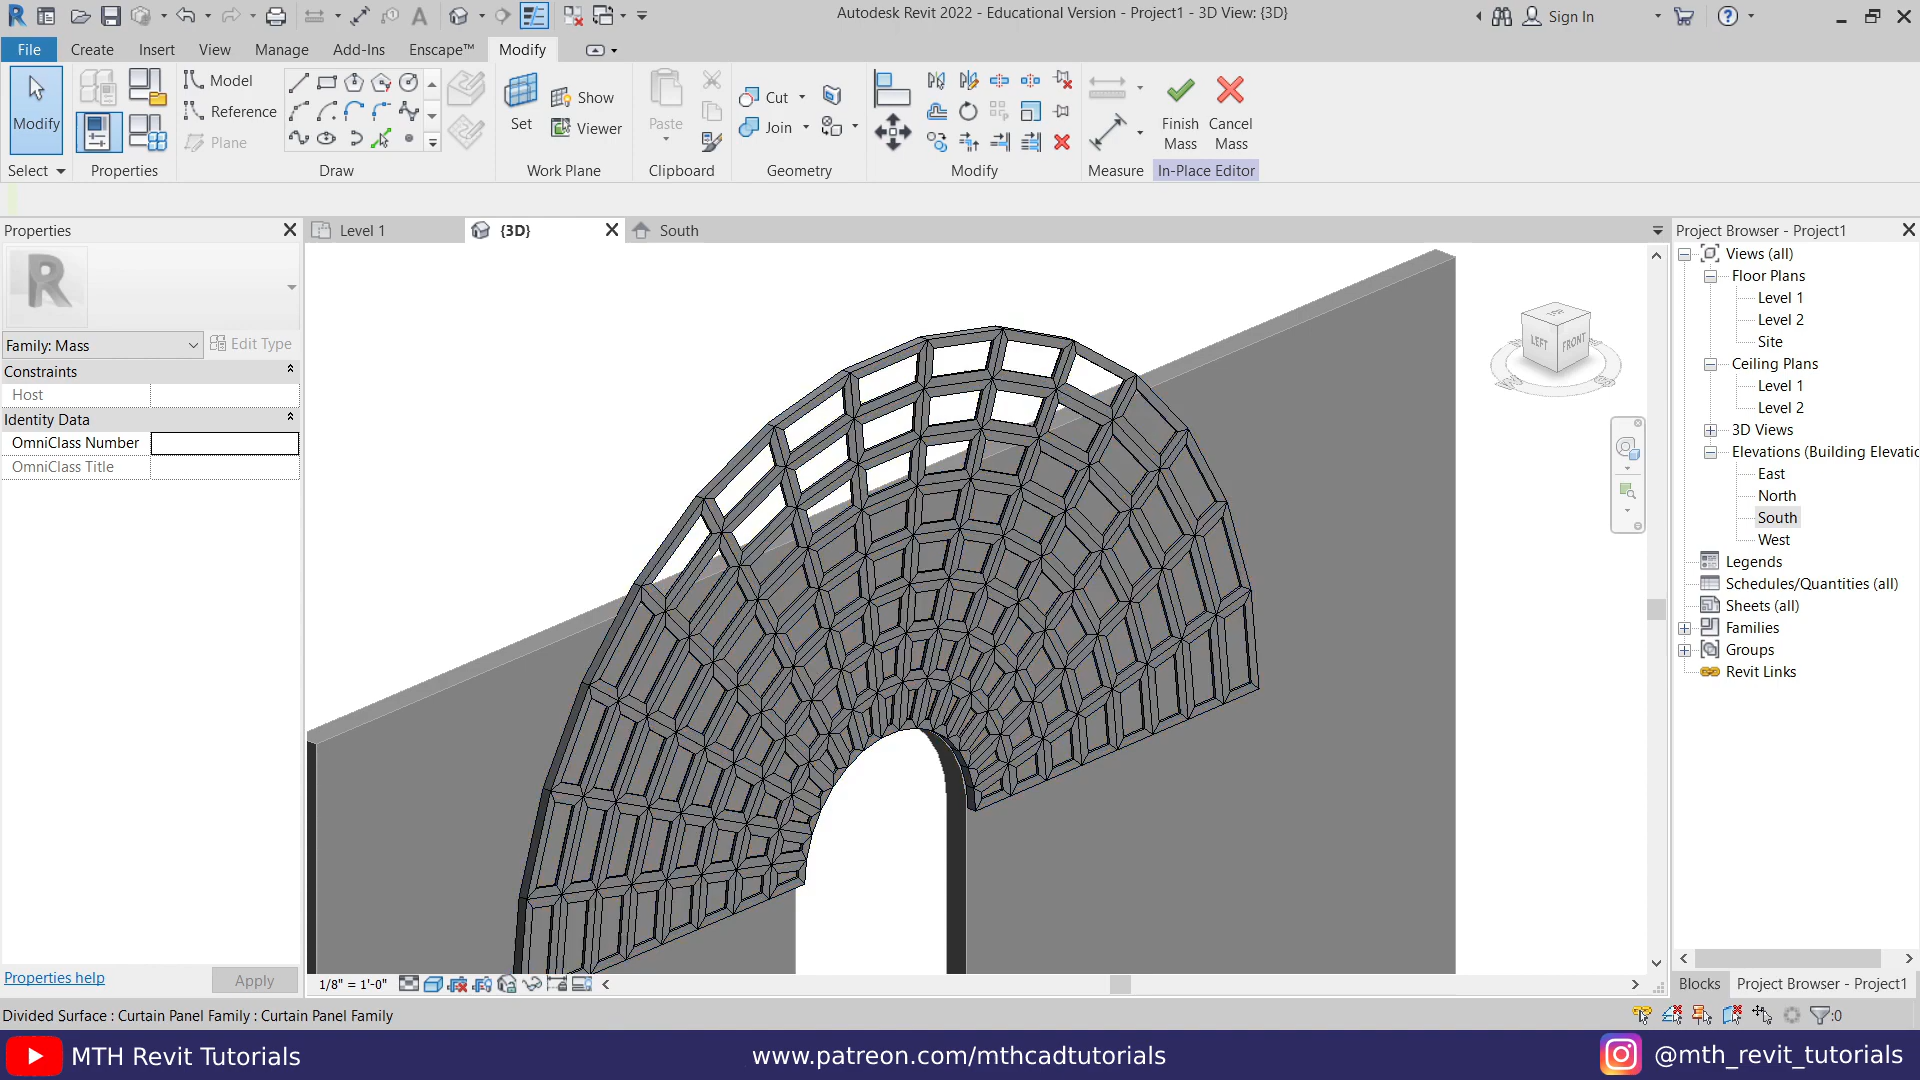 Autodesk Revit 2022 - Educational Version - Project1 - 3D View: {3D}
Sign In
File
Create
Insert
View
Manage
Add-Ins
Enscape™
Modify
Modify
Select
Properties
Model
Reference
Plane
Draw
Set
Show
Viewer
Work Plane
Paste
Clipboard
Cut
Join
Geometry
Modify
Measure
Finish
Mass
Cancel
Mass
In-Place Editor
Properties
Level 1
{3D}
South
Project Browser - Project1
Family: Mass
Edit Type
Constraints
Host
Identity Data
OmniClass Number
OmniClass Title
TOP
LEFT
FRONT
Views (all)
Floor Plans
Level 1
Level 2
Site
Ceiling Plans
Level 1
Level 2
3D Views
Elevations (Building Elevatio
East
North
South
West
Legends
Schedules/Quantities (all)
Sheets (all)
Families
Groups
Revit Links
Properties help
Apply
1/8" = 1'-0"
Blocks
Project Browser - Project1
Divided Surface : Curtain Panel Family : Curtain Panel Family
:0
MTH Revit Tutorials
www.patreon.com/mthcadtutorials
@mth_revit_tutorials